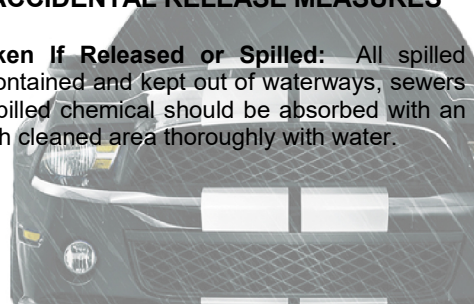 ACCIDENTAL RELEASE MEASURES
ken If Released or Spilled: All spilled
ontained and kept out of waterways, sewers
pilled chemical should be absorbed with an
h cleaned area thoroughly with water.